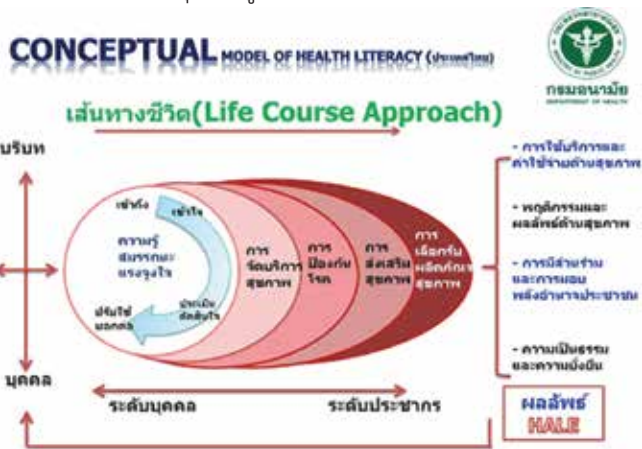 CONCEPTUAL MODEL OF HEALTH LITERACY (ประเทศไทย)
กรมอนามัย
DEPARTMENT OF HEALTH
เส้นทางชีวิต(Life Course Approach)
บริบท
บุคคล
เข้าถึง
เข้าใจ
ความรู้
สมรรถนะ
แรงจูงใจ
ประเมิน
ตัดสินใจ
ปรับใช้
บอกต่อ
การ
จัดบริการ
สุขภาพ
การ
ป้องกัน
โรค
การ
ส่งเสริม
สุขภาพ
การ
เลือกรับ
ผลิตภัณฑ์
สุขภาพ
- การใช้บริการและ
ค่าใช้จ่ายด้านสุขภาพ
- พฤติกรรมและ
ผลลัพธ์ด้านสุขภาพ
- การมีส่วนร่วม
และการมอบ
พลังอำนาจประชาชน
- ความเป็นธรรม
และความยั่งยืน
ระดับบุคคล
ระดับประชากร
ผลลัพธ์
HALE